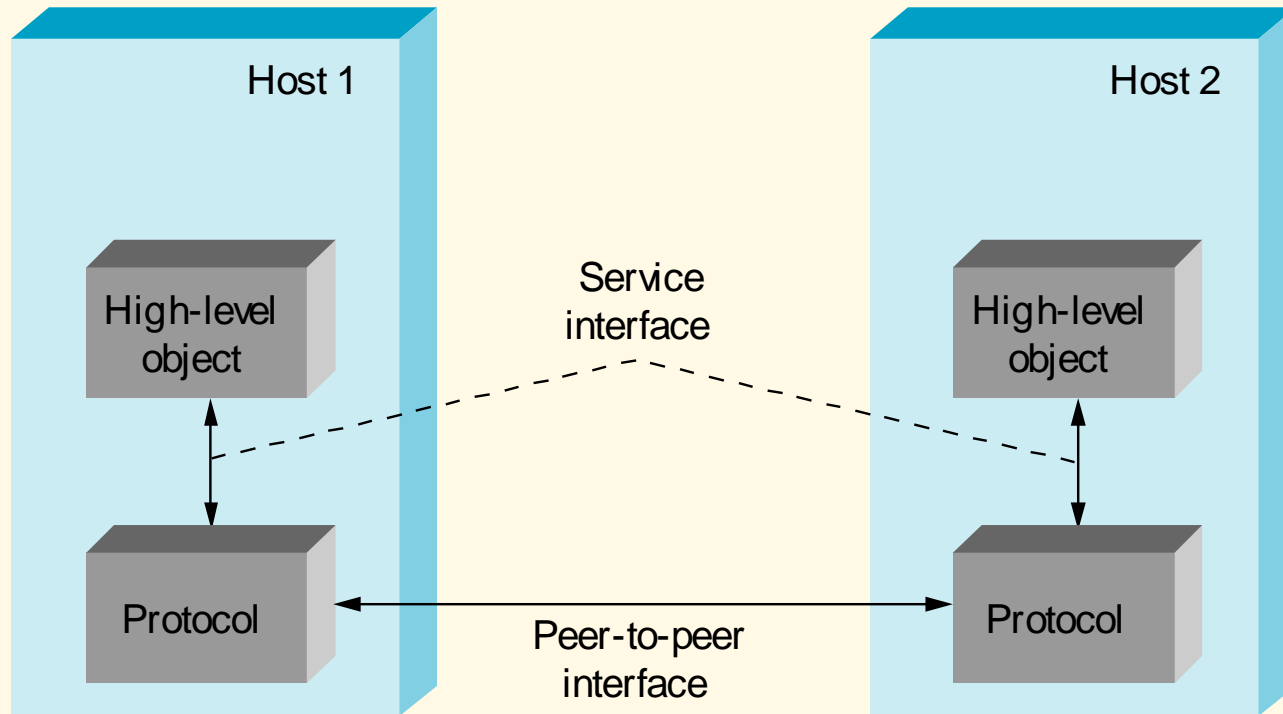 Host 1
Host 2
High-level
object
Service
interface
High-level
object
Protocol
Peer-to-peer
interface
Protocol